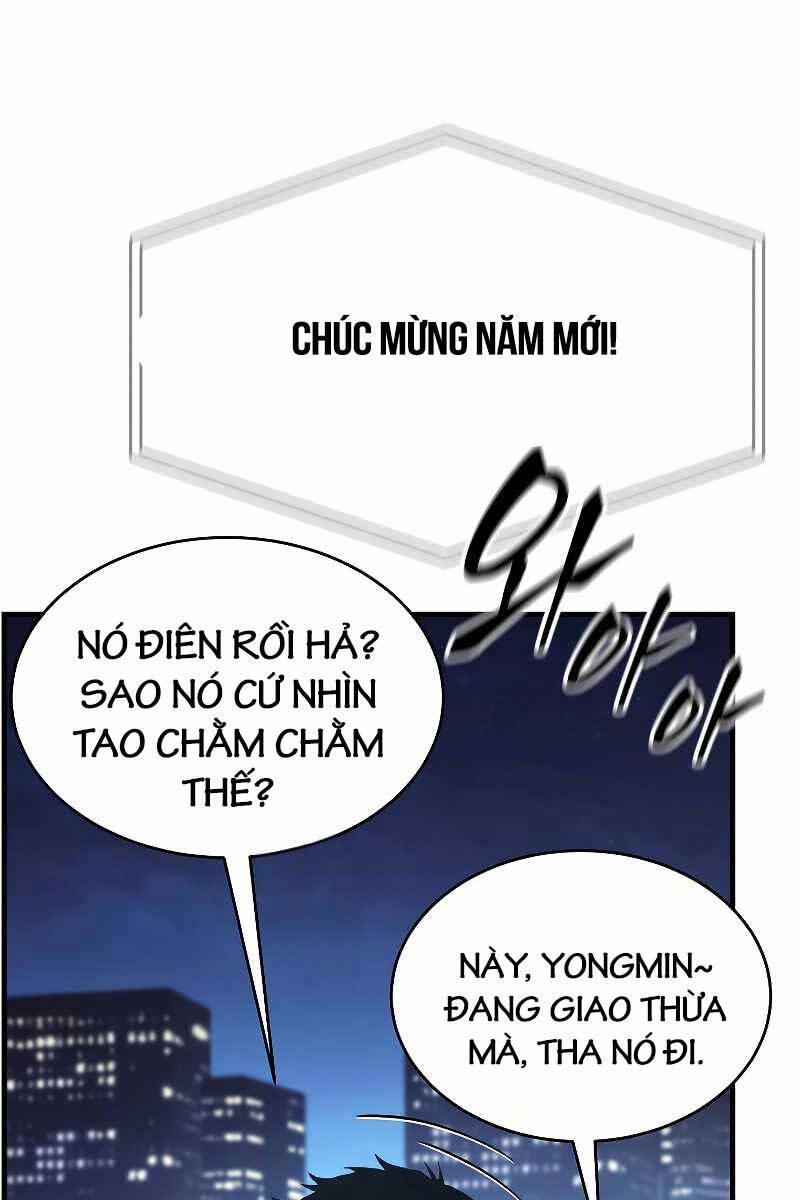 CHÚC MỪNG NĂM MỚI!
와아아
NÓ ĐIÊN RỒI HẢ?
SAO NÓ CỨ NHÌN
TAO CHẰM CHẰM
THẾ?
NÀY, YONGMIN~
ĐANG GIAO THỪA
MÀ, THA NÓ ĐI.